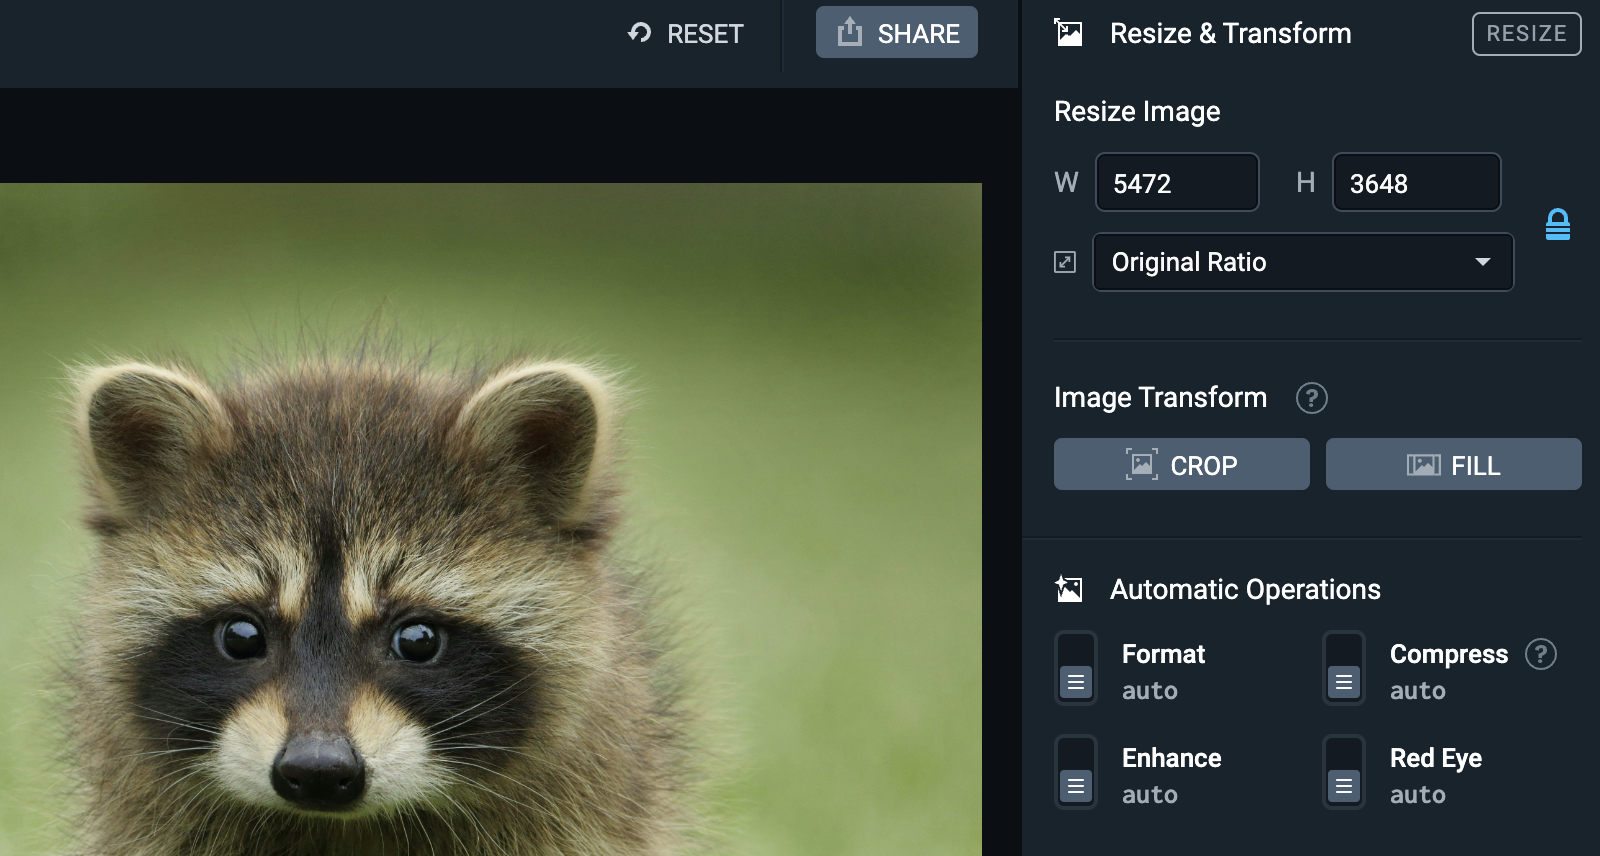 RESET
SHARE
Resize & Transform
RESIZE
Resize Image
W 5472 H 3648
Original Ratio
Image Transform ?
CROP
FILL
Automatic Operations
Format
auto
Compress ?
auto
Enhance
auto
Red Eye
auto